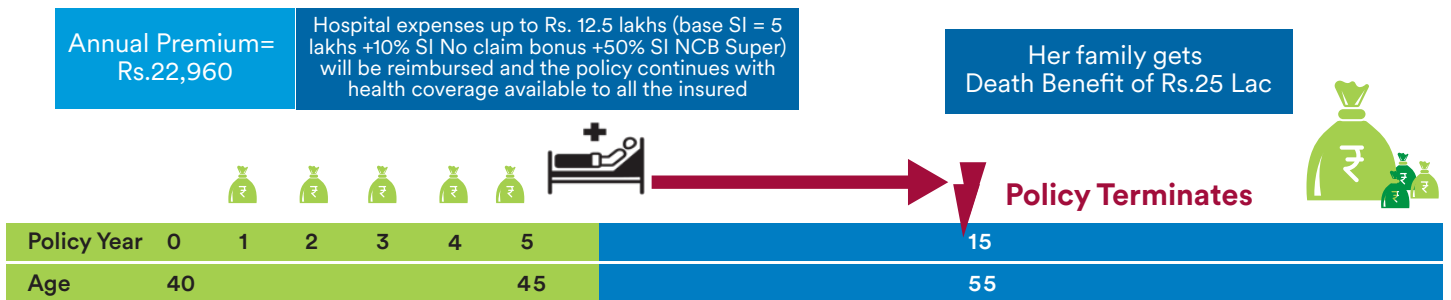 Annual Premium=
Rs.22,960
Hospital expenses up to Rs. 12.5 lakhs (base SI = 5
lakhs +10% SI No claim bonus +50% SI NCB Super)
will be reimbursed and the policy continues with
health coverage available to all the insured
Her family gets
Death Benefit of Rs.25 Lac
₹ ₹ ₹ ₹ ₹
₹ ₹ ₹ ₹
Policy Terminates
Policy Year 0 1 2 3 4 5 15
Age 40 45 55